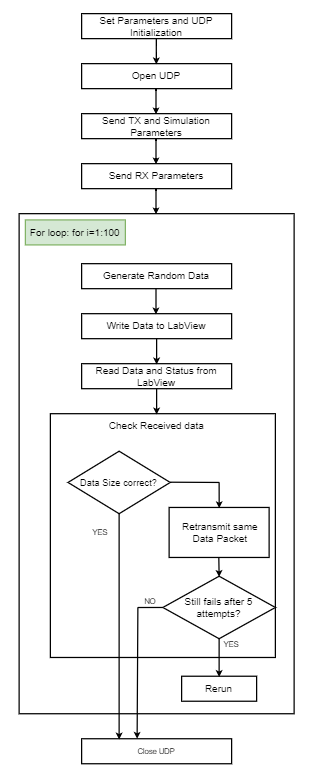 Set Parameters and UDP
Initialization
Open UDP
Send TX and Simulation
Parameters
Send RX Parameters
For loop: for i=1:100
Generate Random Data
Write Data to LabView
Read Data and Status from
LabView
Check Received data
Data Size correct?
YES
Retransmit same
Data Packet
Still fails after 5
attempts?
NO
YES
Rerun
Close UDP